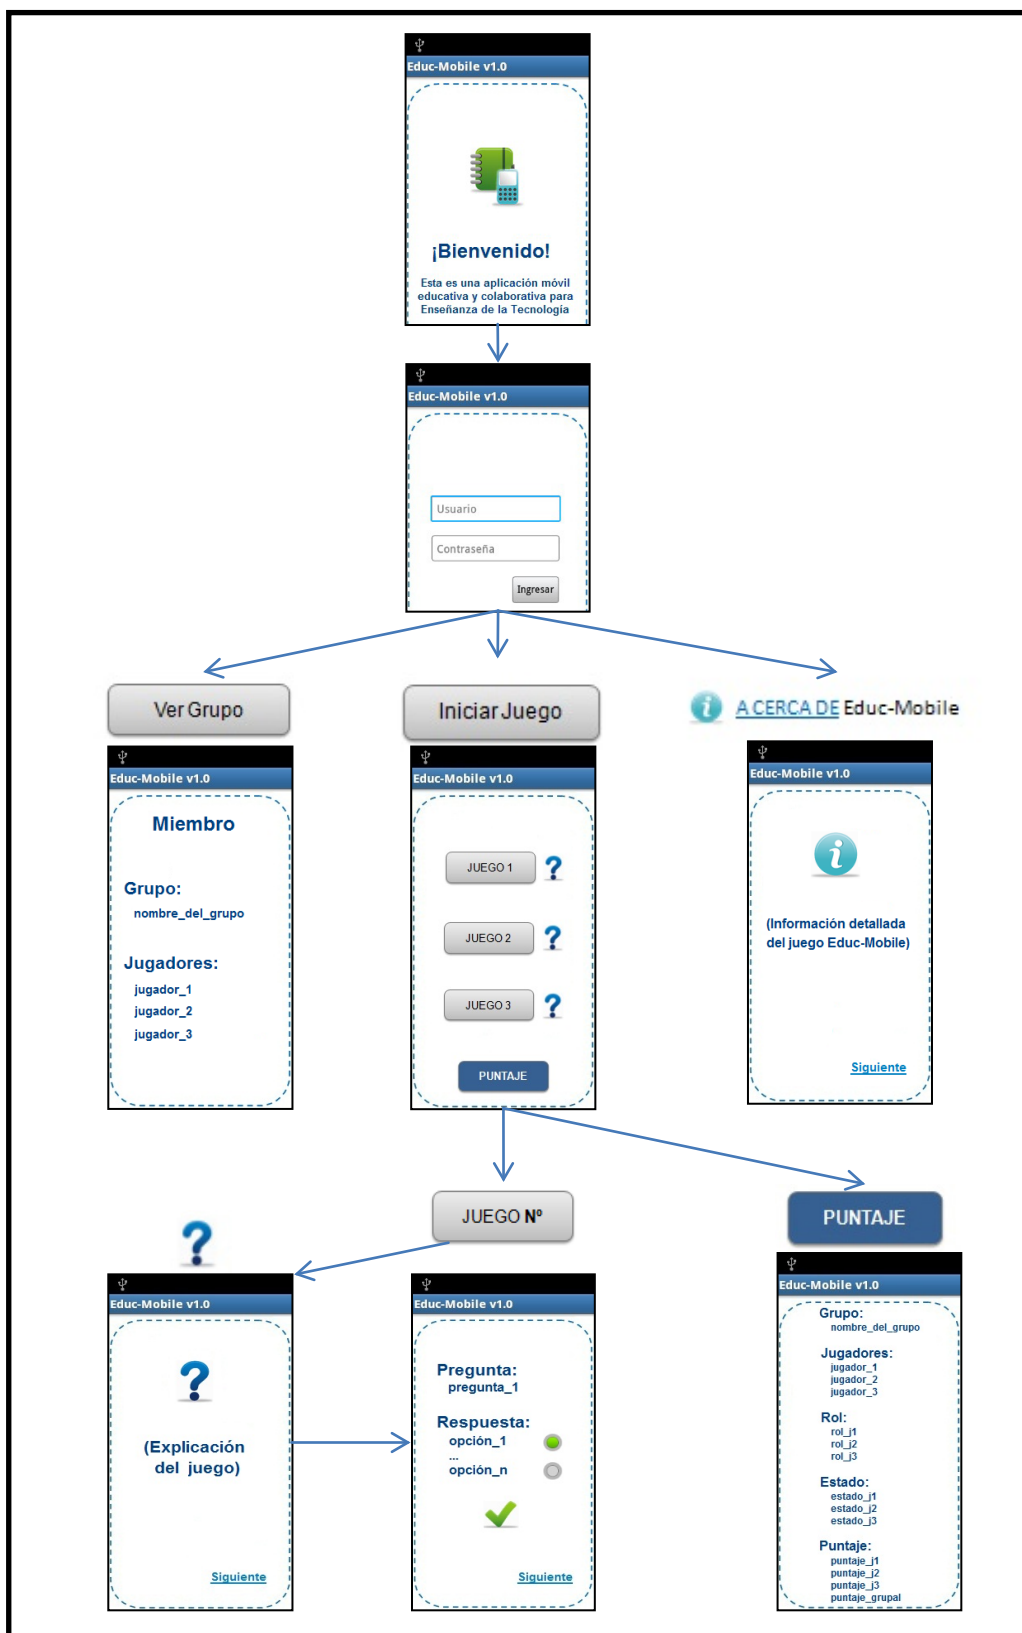 Educ-Mobile v1.0
¡Bienvenido!
Esta es una aplicación móvil
educativa y colaborativa para
Enseñanza de la Tecnología
Educ-Mobile v1.0
Usuario
Contraseña
Ingresar
Ver Grupo
Iniciar Juego
A CERCA DE Educ-Mobile
Educ-Mobile v1.0
Miembro
Grupo:
nombre_del_grupo
Jugadores:
jugador_1
jugador_2
jugador_3
Educ-Mobile v1.0
JUEGO 1
JUEGO 2
JUEGO 3
PUNTAJE
Educ-Mobile v1.0
(Información detallada
del juego Educ-Mobile)
Siguiente
JUEGO Nº
PUNTAJE
Educ-Mobile v1.0
(Explicación
del juego)
Siguiente
Educ-Mobile v1.0
Pregunta:
pregunta_1
Respuesta:
opción_1
...
opción_n
Siguiente
Educ-Mobile v1.0
Grupo:
nombre_del_grupo
Jugadores:
jugador_1
jugador_2
jugador_3
Rol:
rol_j1
rol_j2
rol_j3
Estado:
estado_j1
estado_j2
estado_j3
Puntaje:
puntaje_j1
puntaje_j2
puntaje_j3
puntaje_grupal